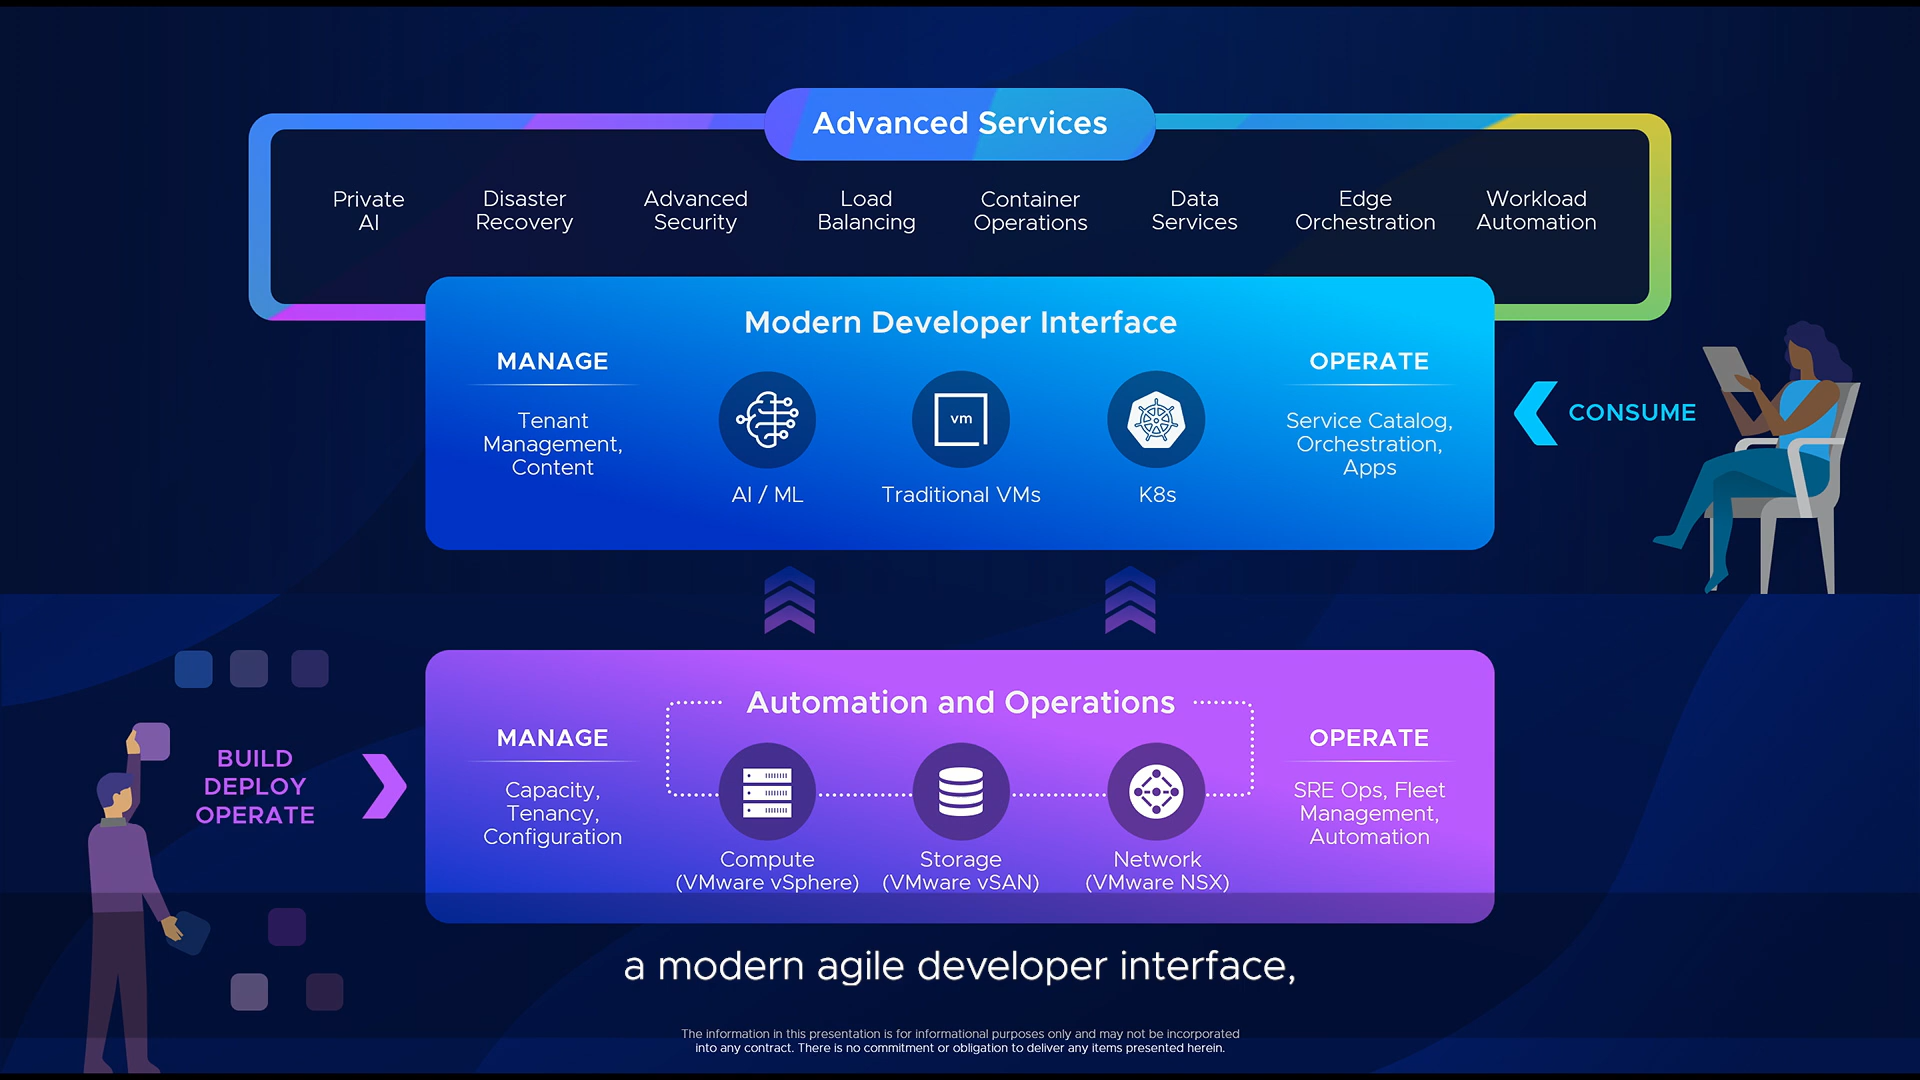 Advanced Services
Private
AI
Disaster
Recovery
Advanced
Security
Load
Balancing
Container
Operations
Data
Services
Edge
Orchestration
Workload
Automation
Modern Developer Interface
MANAGE
Tenant
Management,
Content
AI / ML
vm
Traditional VMs
K8s
OPERATE
Service Catalog,
Orchestration,
Apps
CONSUME
BUILD
DEPLOY
OPERATE
Automation and Operations
MANAGE
Capacity,
Tenancy,
Configuration
Compute
(VMware vSphere)
Storage
(VMware vSAN)
Network
(VMware NSX)
OPERATE
SRE Ops, Fleet
Management,
Automation
a modern agile developer interface,
The information in this presentation is for informational purposes only and may not be incorporated
into any contract. There is no commitment or obligation to deliver any items presented herein.